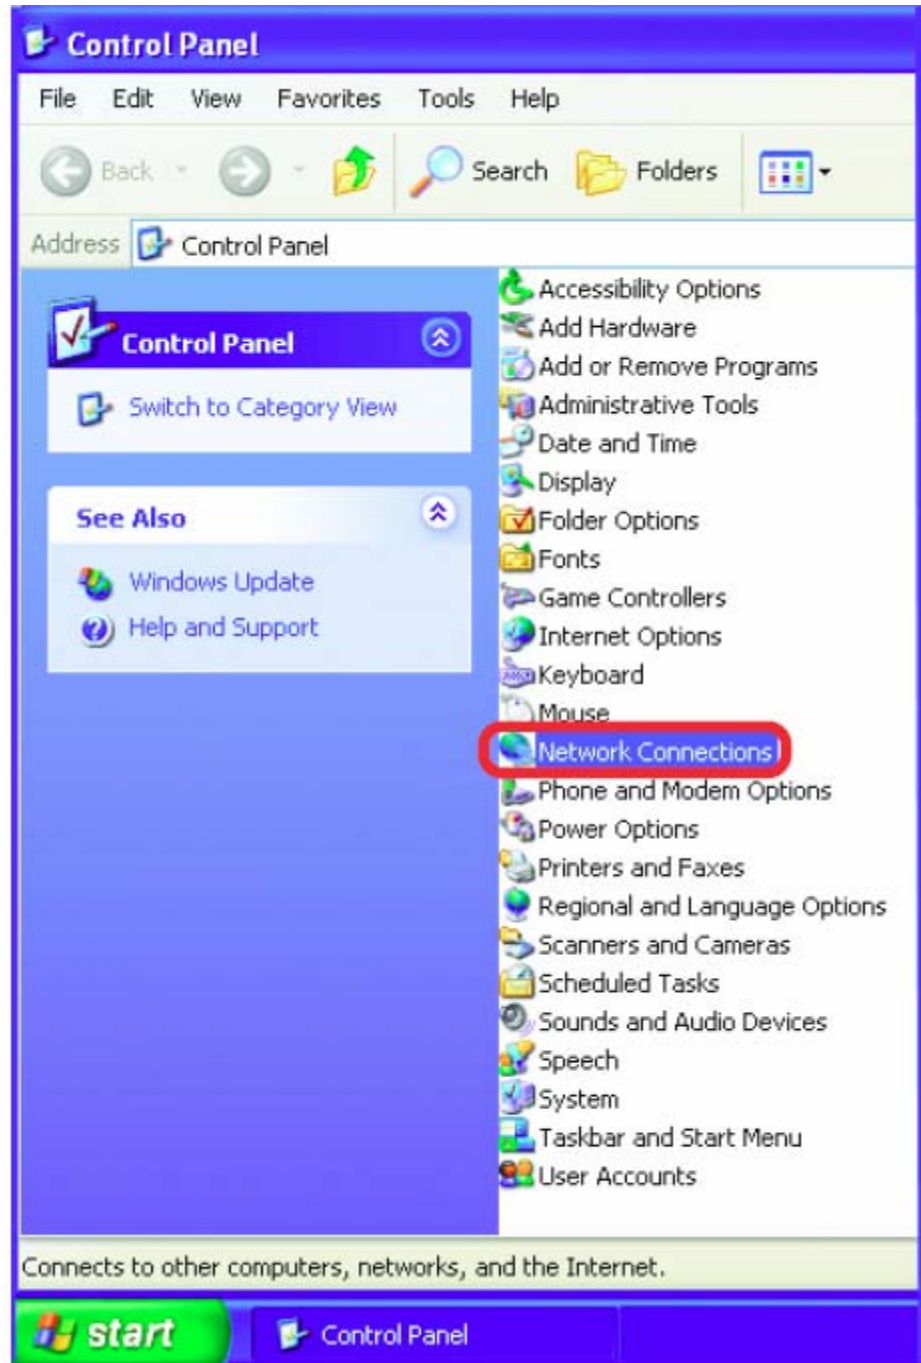 Control Panel
File Edit View Favorites Tools Help
Back Search Folders
Address Control Panel
Control Panel
Switch to Category View
See Also
Windows Update
Help and Support
Accessibility Options
Add Hardware
Add or Remove Programs
Administrative Tools
Date and Time
Display
Folder Options
Fonts
Game Controllers
Internet Options
Keyboard
Mouse
Network Connections
Phone and Modem Options
Power Options
Printers and Faxes
Regional and Language Options
Scanners and Cameras
Scheduled Tasks
Sounds and Audio Devices
Speech
System
Taskbar and Start Menu
User Accounts
Connects to other computers, networks, and the Internet.
start Control Panel